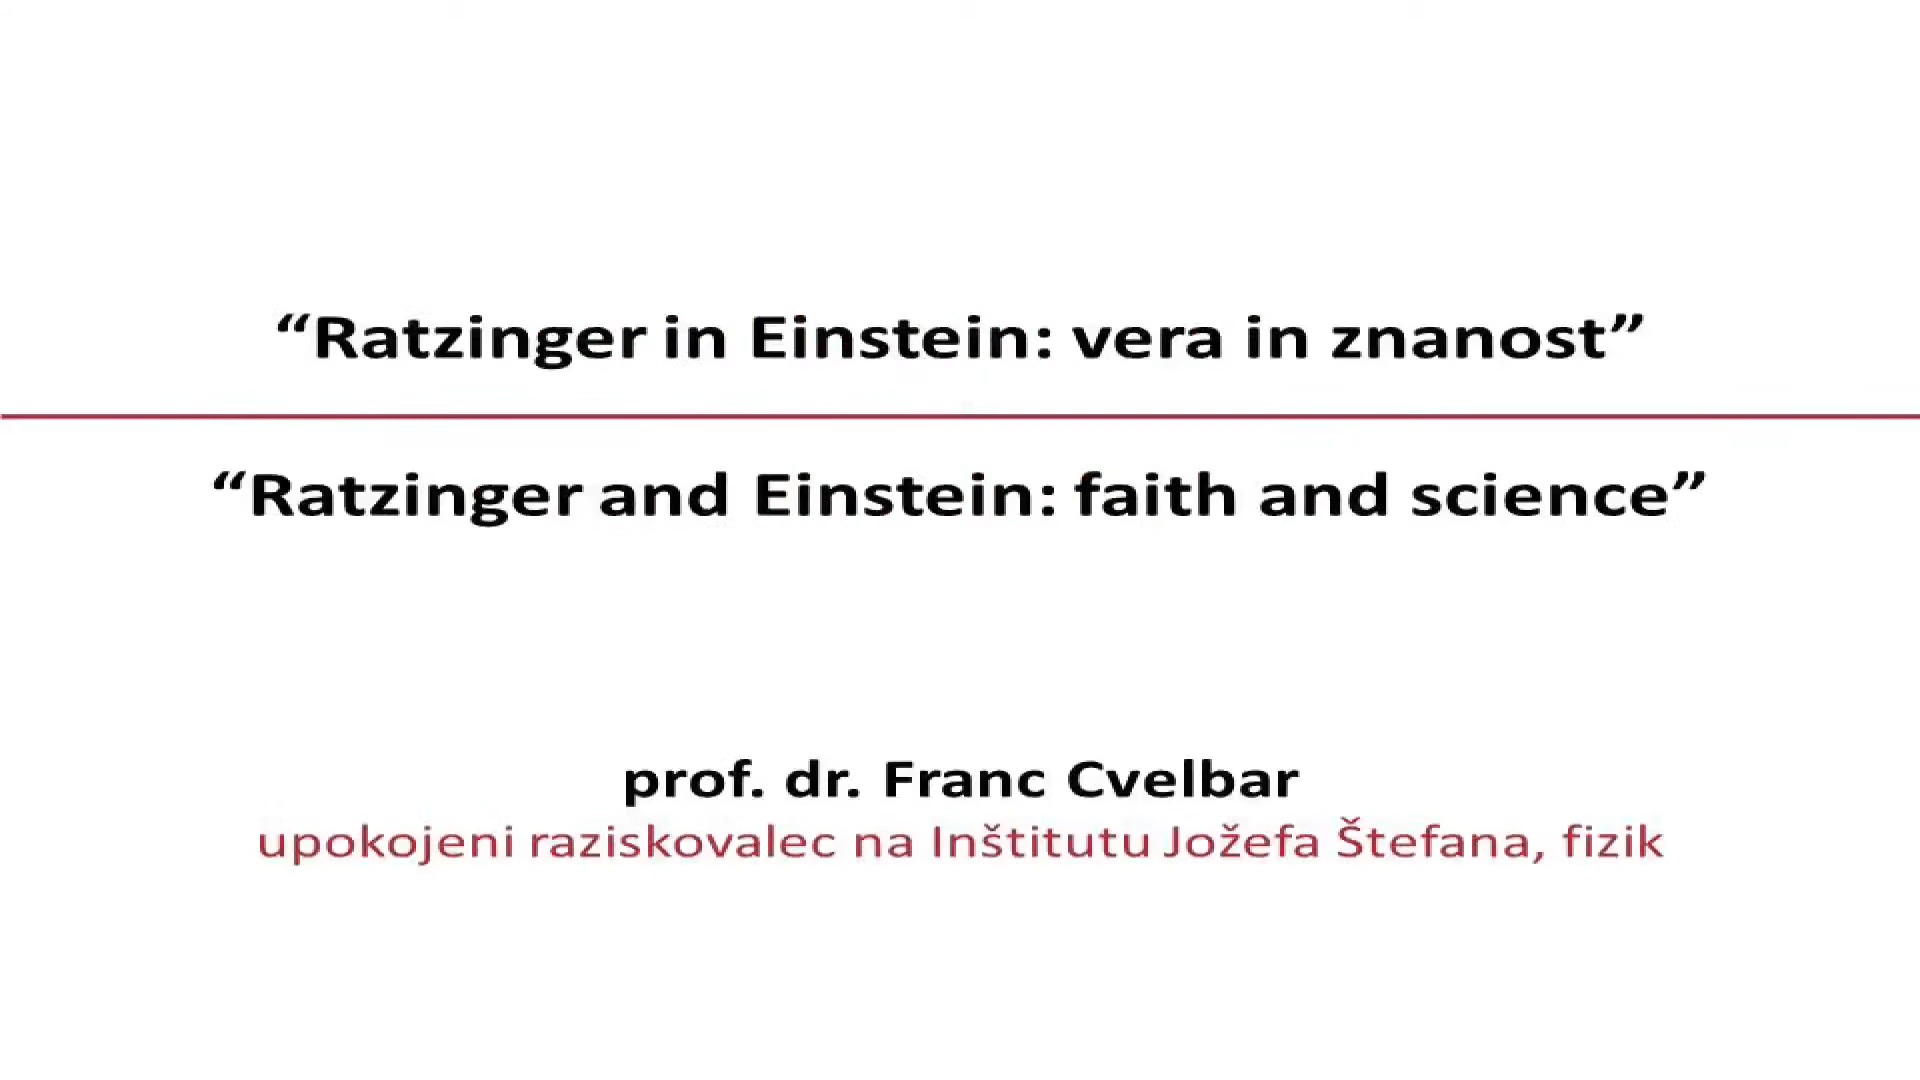 “Ratzinger in Einstein: vera in znanost”
“Ratzinger and Einstein: faith and science”
prof. dr. Franc Cvelbar
upokojeni raziskovalec na Inštitutu Jožefa Štefana, fizik